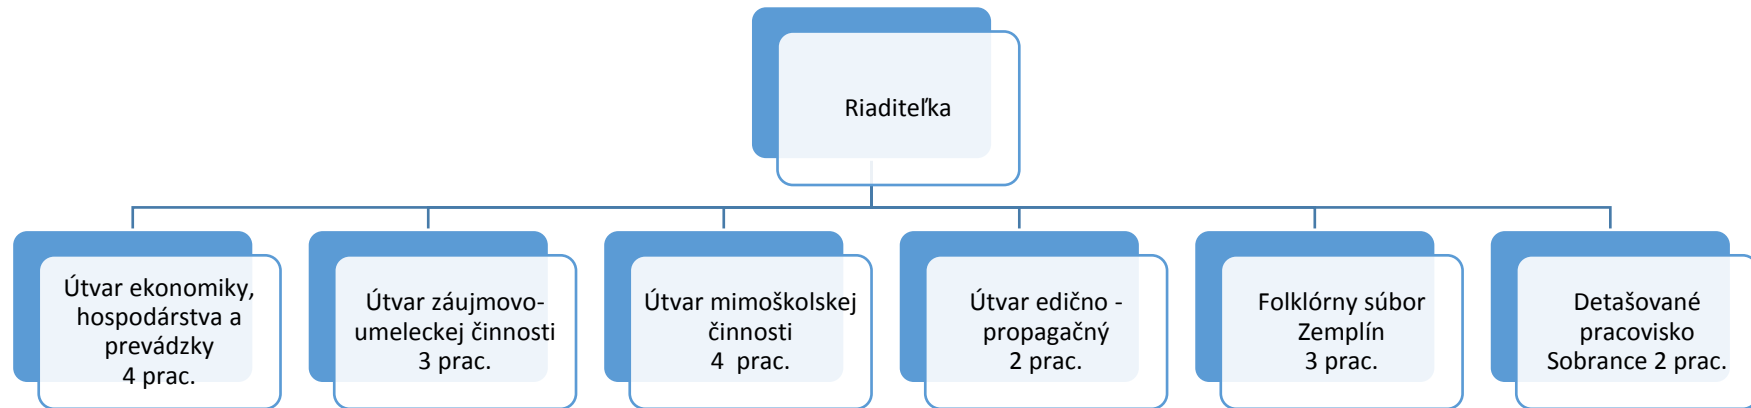 Riaditeľka
Útvar ekonomiky,
hospodárstva a
prevádzky
4 prac.
Útvar záujmovo-
umeleckej činnosti
3 prac.
Útvar mimoškolskej
činnosti
4  prac.
Útvar edično -
propagačný
2 prac.
Folklórny súbor
Zemplín
3 prac.
Detašované
pracovisko
Sobrance 2 prac.